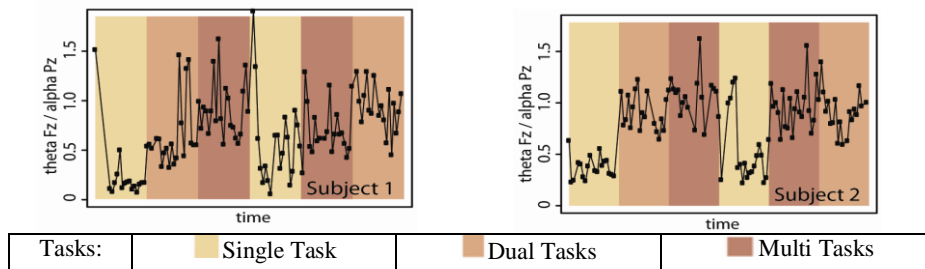 theta Fz / alpha Pz
1.5
1.0
0.5
0
Subject 1
time
theta Fz / alpha Pz
1.5
1.0
0.5
0
Subject 2
time
Tasks: Single Task Dual Tasks Multi Tasks